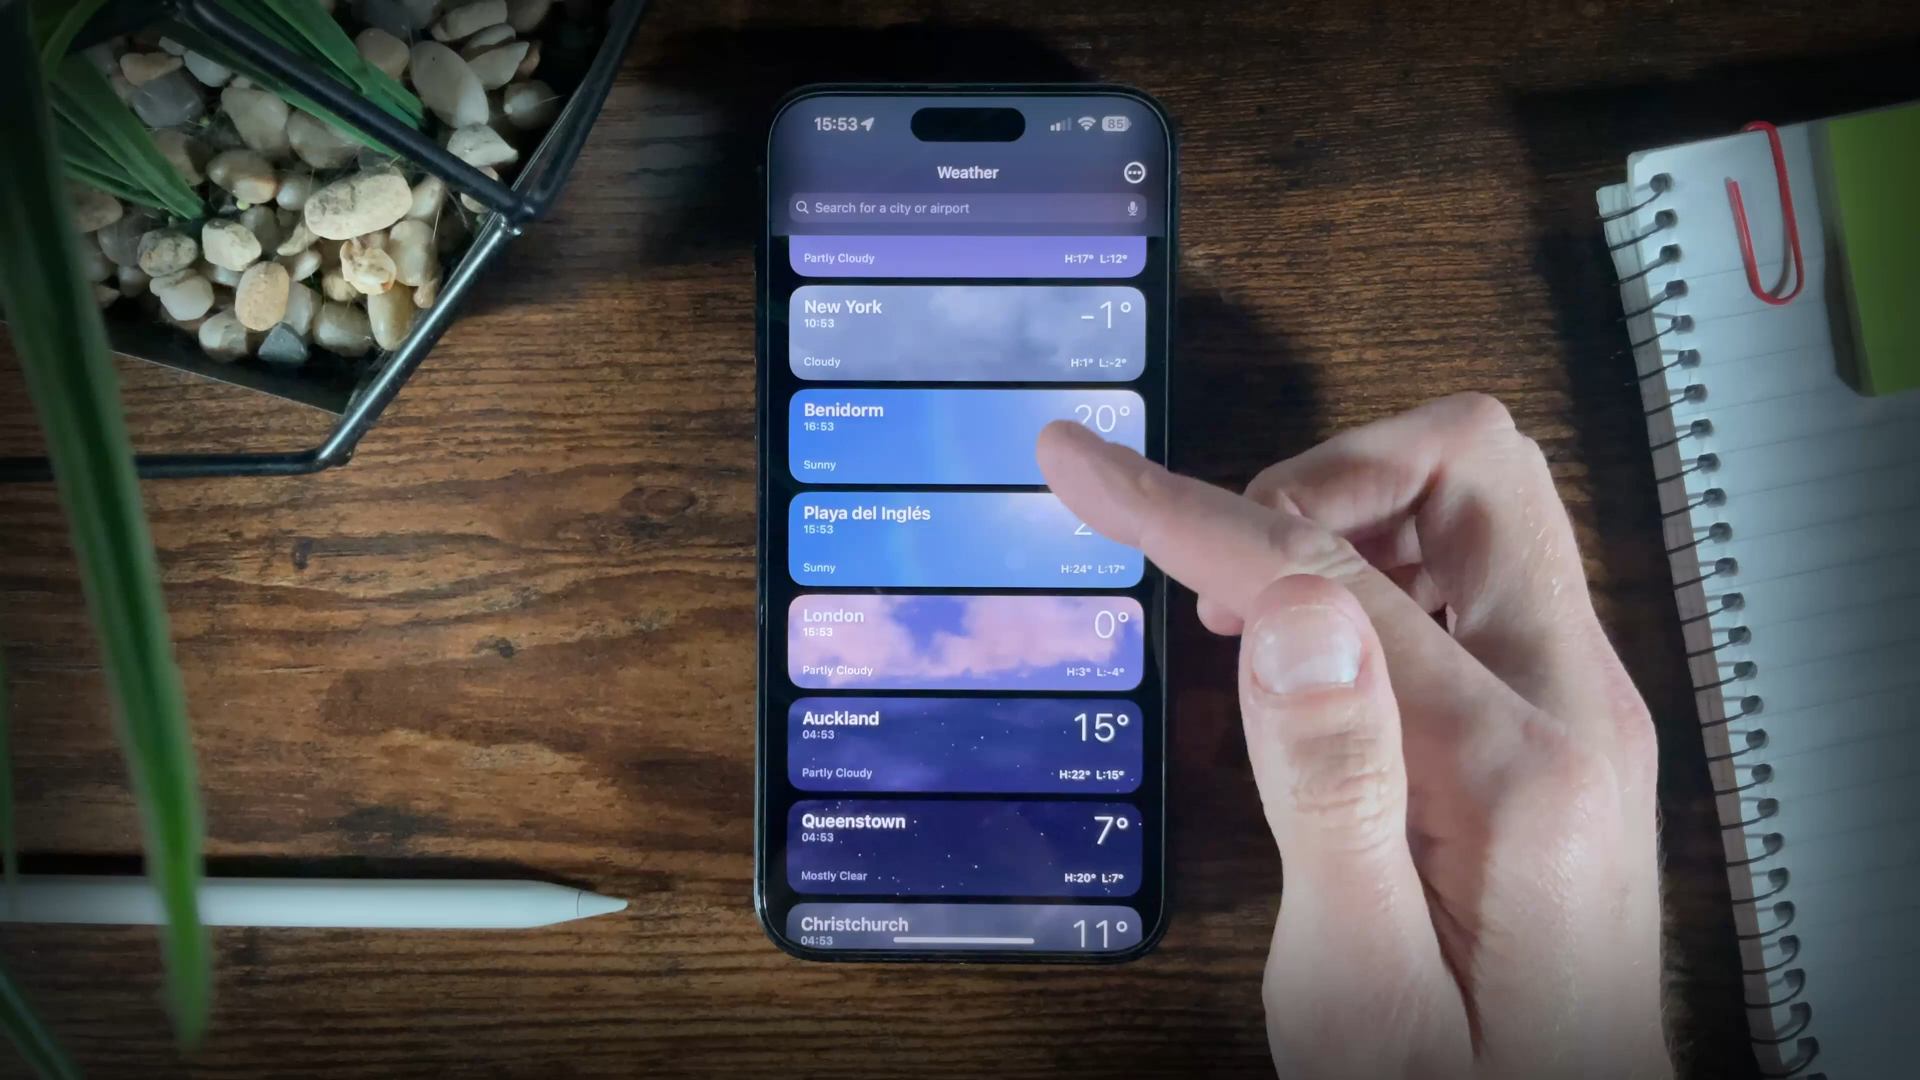 15:53
85
Weather
Search for a city or airport
Partly Cloudy H:17° L:12°
New York -1°
10:53
Cloudy H:1° L:-2°
Benidorm 20°
16:53
Sunny
Playa del Inglés
15:53
Sunny H:24° L:17°
London 0°
15:53
Partly Cloudy H:3° L:-4°
Auckland 15°
04:53
Partly Cloudy H:22° L:15°
Queenstown 7°
04:53
Mostly Clear H:20° L:7°
Christchurch 11°
04:53